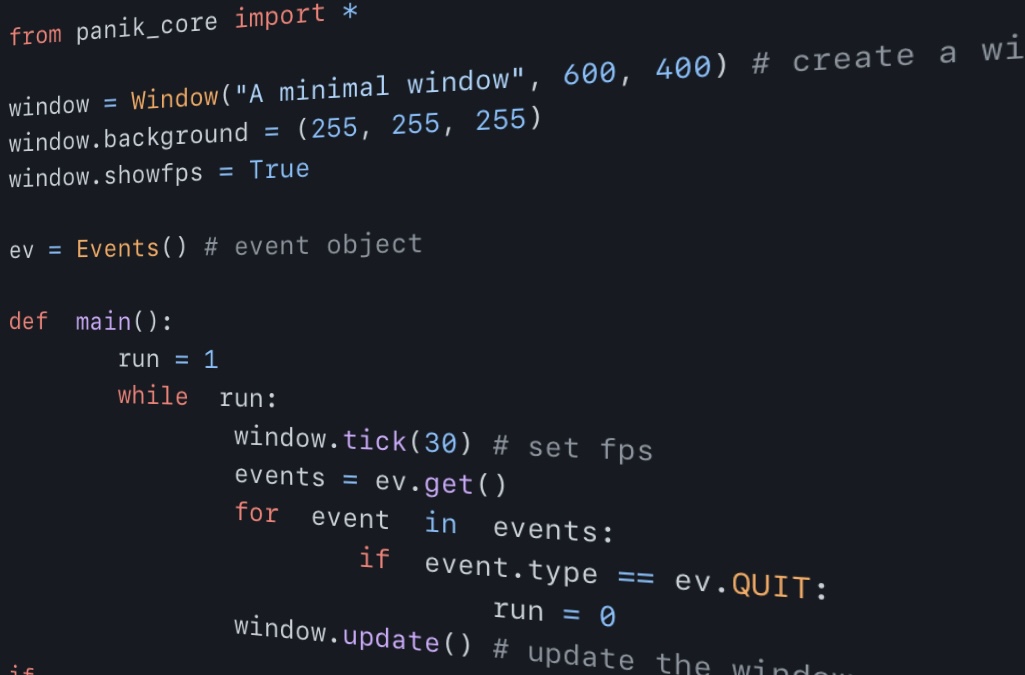 from panik_core import *
window = Window("A minimal window", 600, 400) # create a wi
window.background = (255, 255, 255)
window.showfps = True
ev = Events() # event object
def main():
run = 1
while run:
window.tick(30) # set fps
events = ev.get()
for event in events:
if event.type == ev.QUIT:
run = 0
window.update() # update the window
if